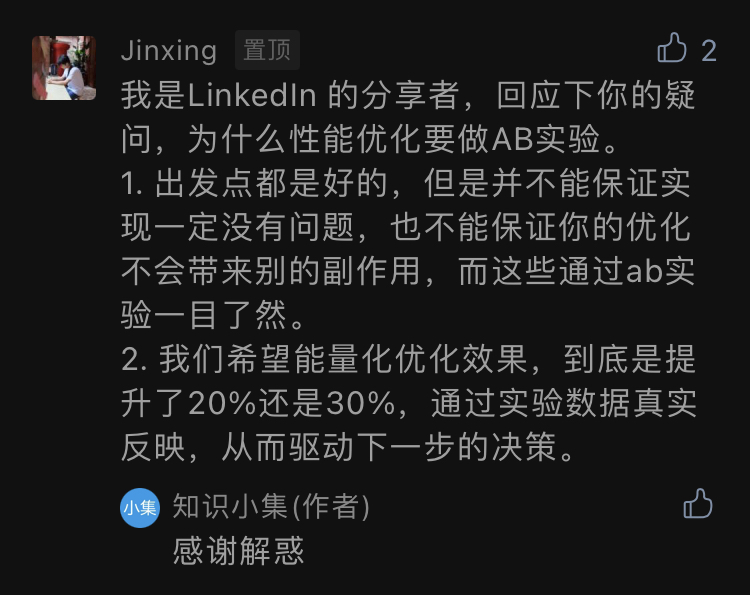 Jinxing 置顶 2
我是LinkedIn 的分享者，回应下你的疑
问，为什么性能优化要做AB实验。
1. 出发点都是好的，但是并不能保证实
现一定没有问题，也不能保证你的优化
不会带来别的副作用，而这些通过ab实
验一目了然。
2. 我们希望能量化优化效果，到底是提
升了20%还是30%，通过实验数据真实
反映，从而驱动下一步的决策。
小集 知识小集(作者)
感谢解惑